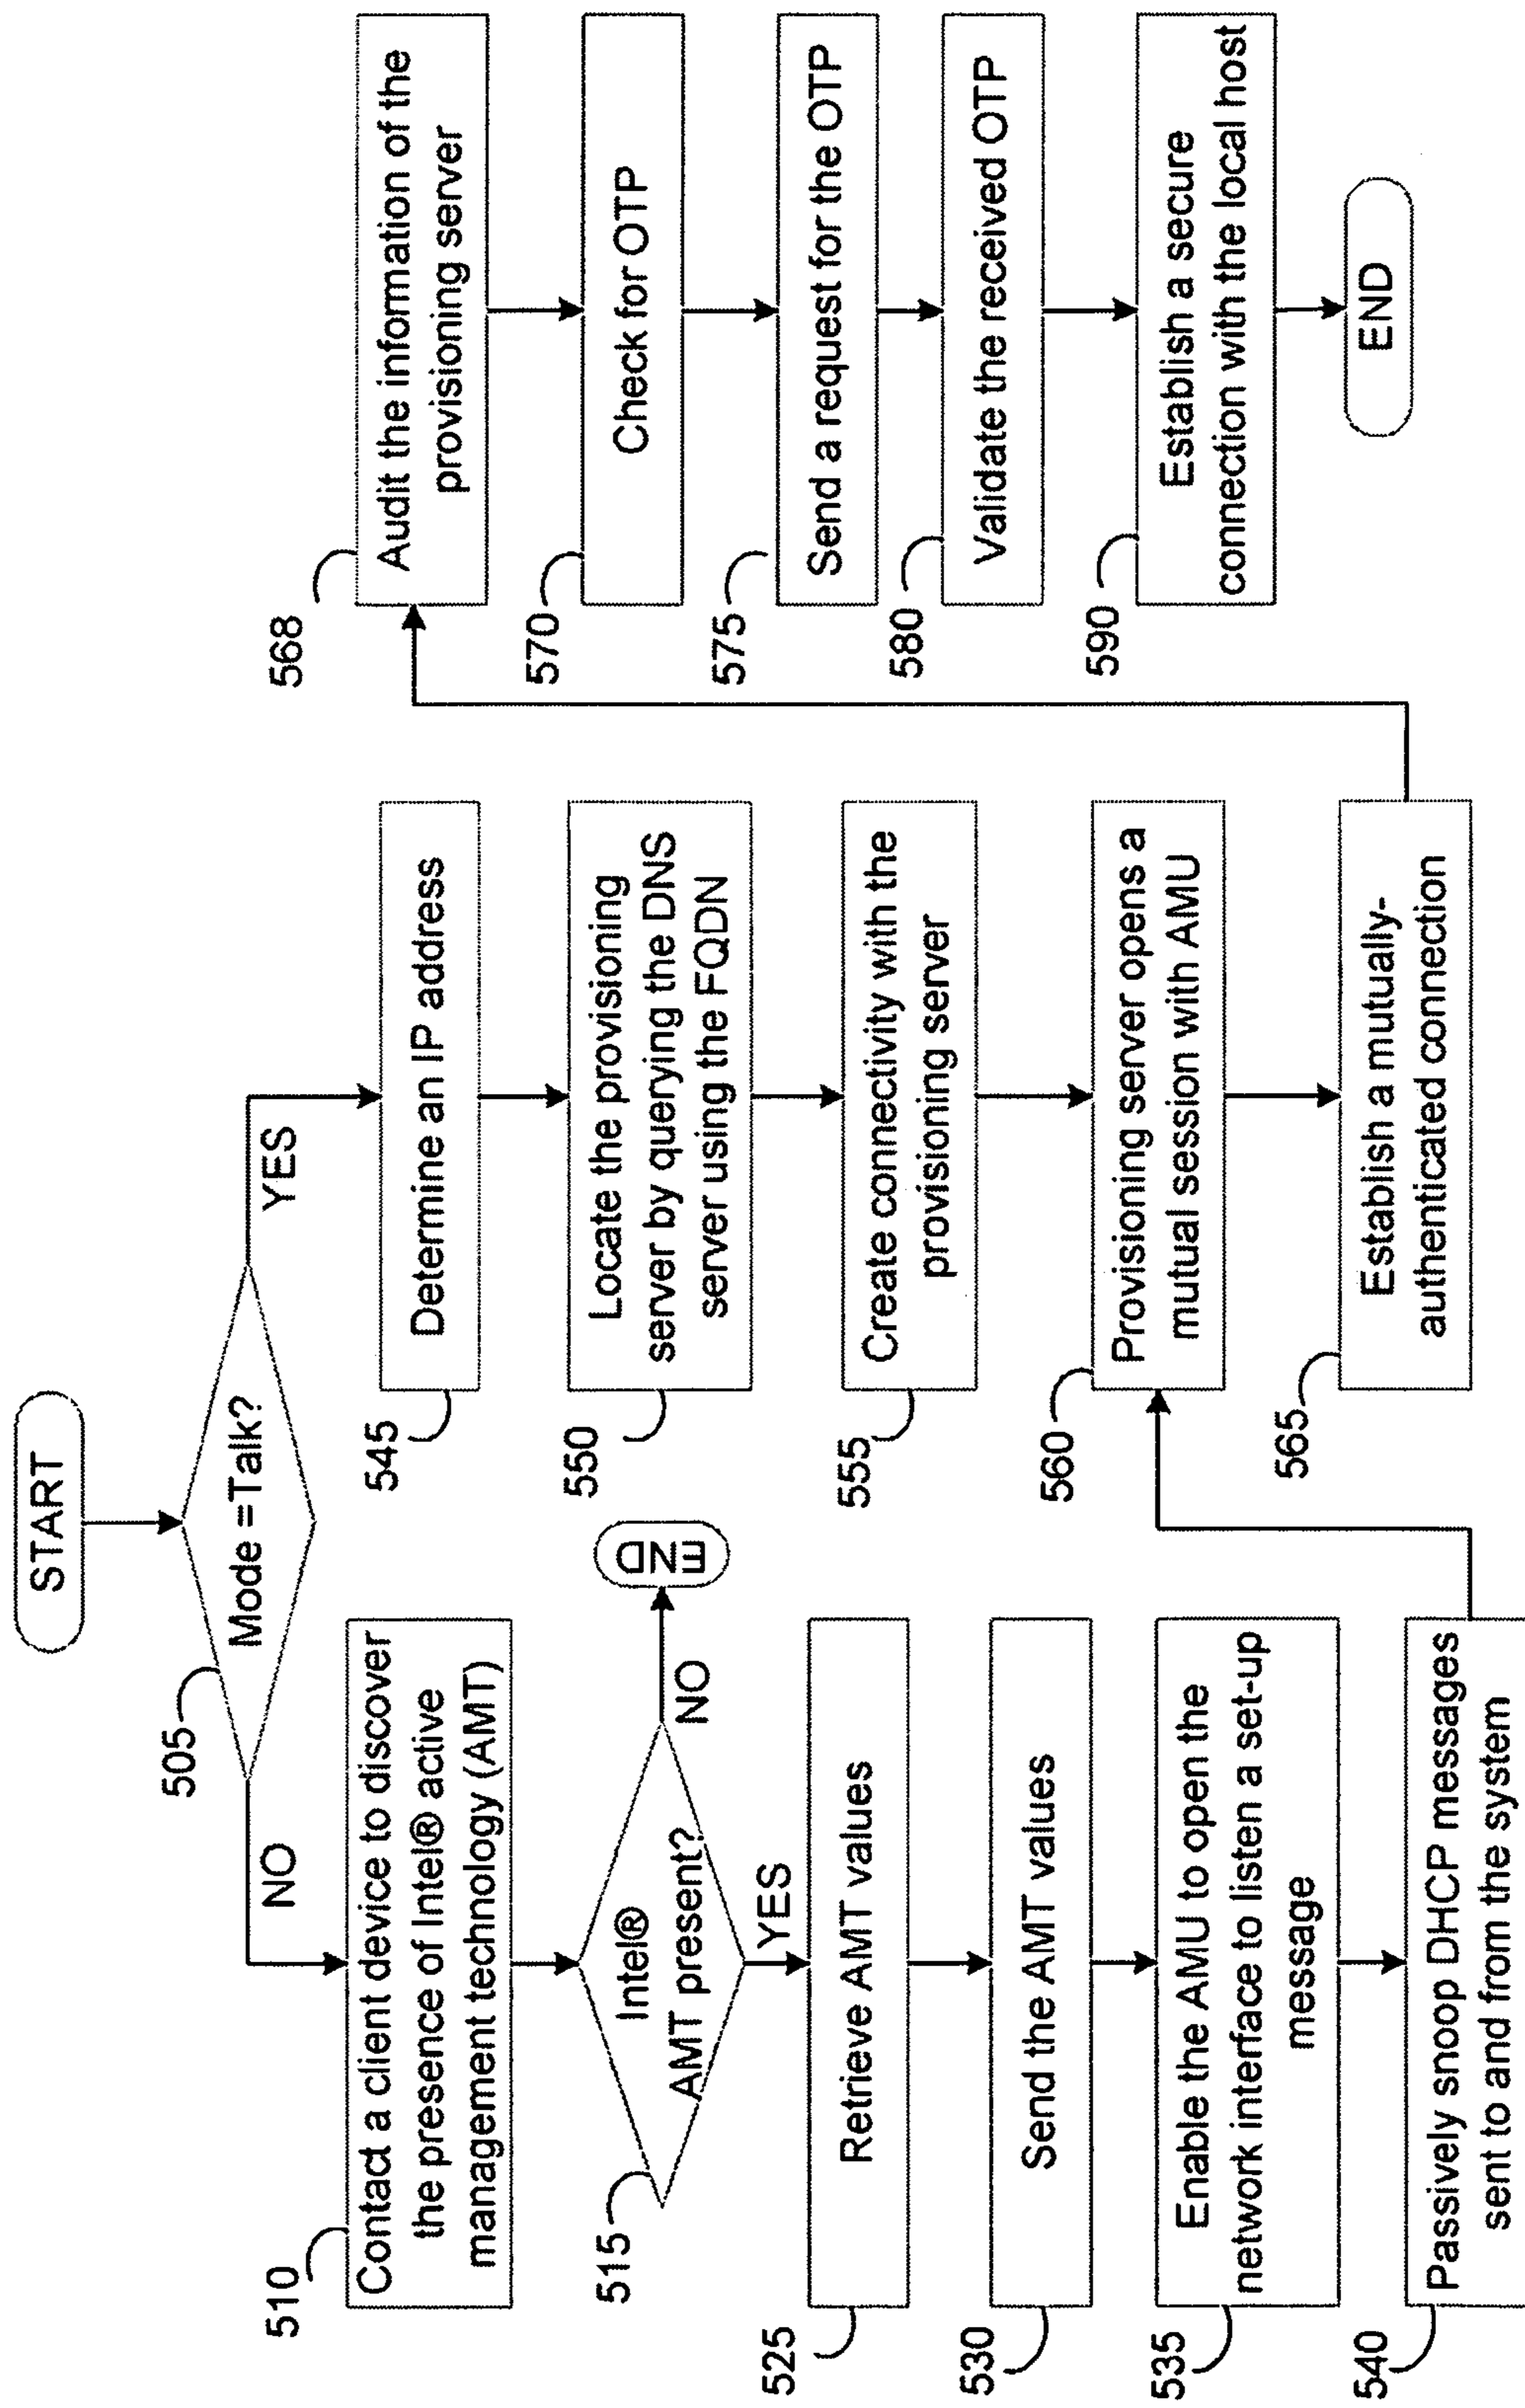 START
505
Mode =Talk?
NO
YES
510
Contact a client device to discover
the presence of Intel® active
management technology (AMT)
515
Intel®
AMT present?
NO
END
YES
525
Retrieve AMT values
530
Send the AMT values
535
Enable the AMU to open the
network interface to listen a set-up
message
540
Passively snoop DHCP messages
sent to and from the system
545
Determine an IP address
550
Locate the provisioning
server by querying the DNS
server using the FQDN
555
Create connectivity with the
provisioning server
560
Provisioning server opens a
mutual session with AMU
565
Establish a mutually-
authenticated connection
568
Audit the information of the
provisioning server
570
Check for OTP
575
Send a request for the OTP
580
Validate the received OTP
590
Establish a secure
connection with the local host
END